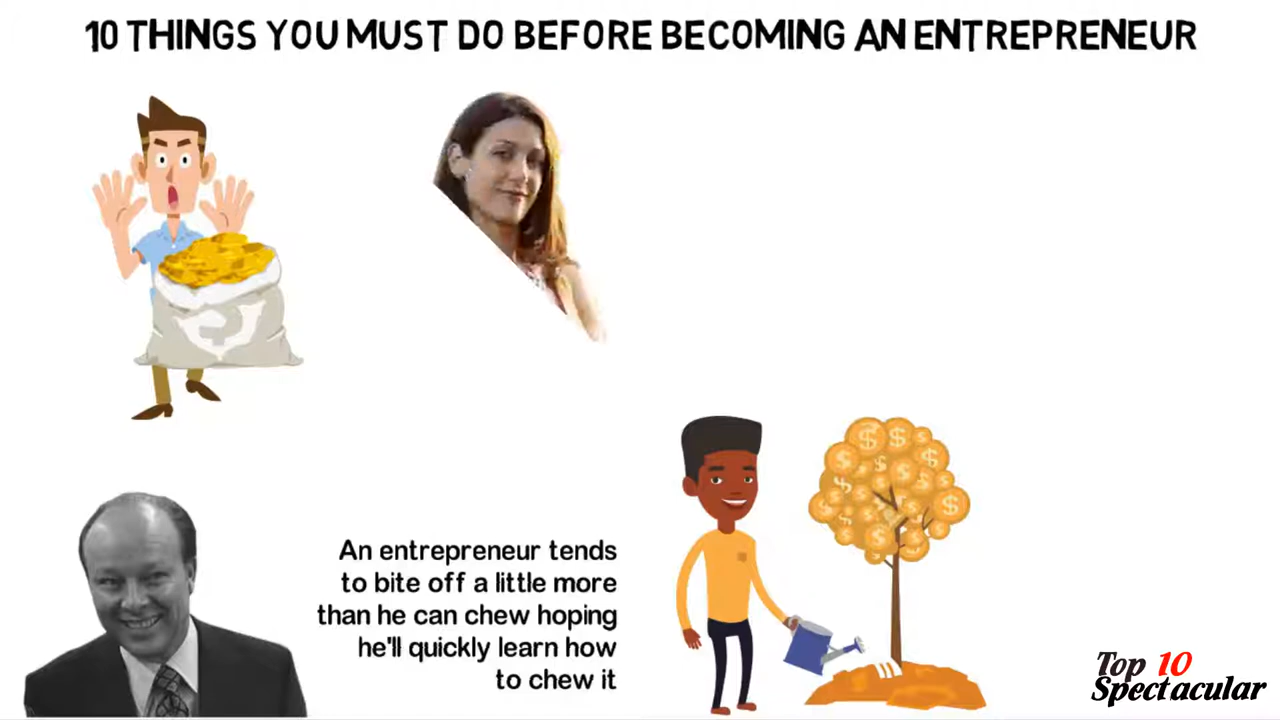 10 THINGS YOU MUST DO BEFORE BECOMING AN ENTREPRENEUR
An entrepreneur tends
to bite off a little more
than he can chew hoping
he'll quickly learn how
to chew it
Top 10
Spectacular